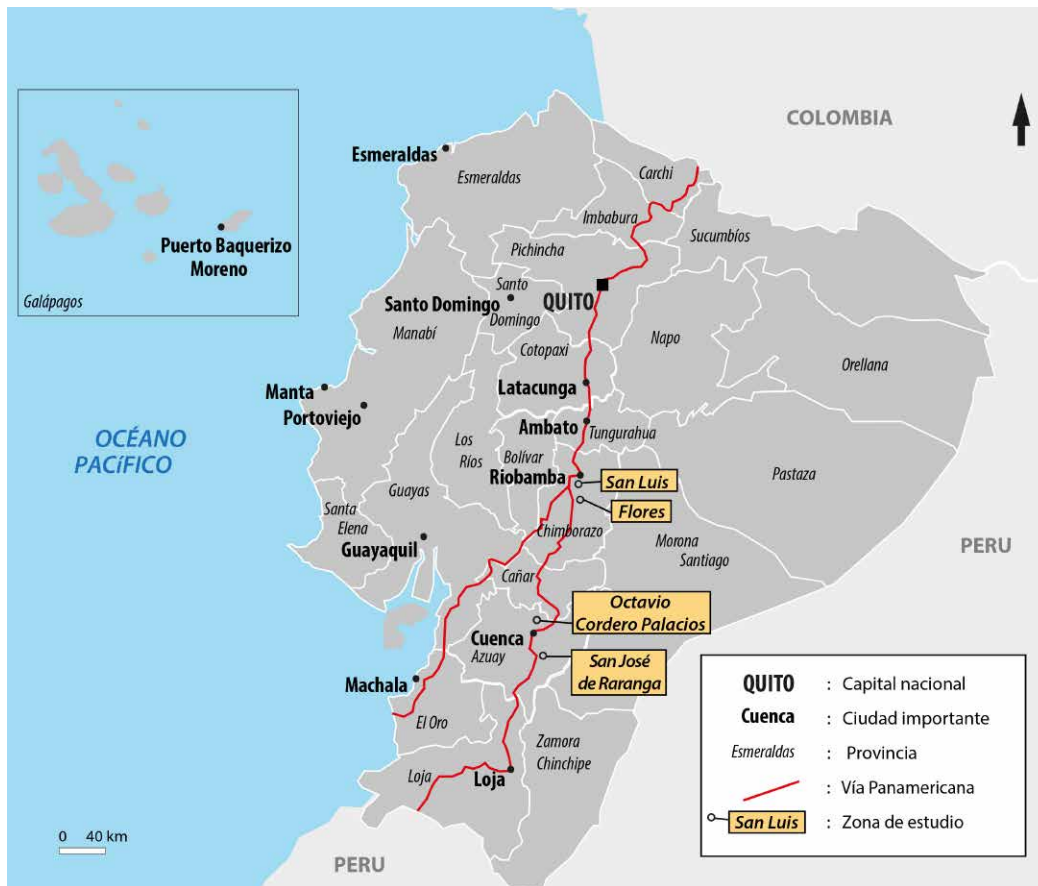 COLOMBIA
Esmeraldas
Esmeraldas
Carchi
Imbabura
Sucumbíos
Puerto Baquerizo
Moreno
Galápagos
Pichincha
Santo
Domingo
Santo Domingo
QUITO
Manabí
Cotopaxi
Napo
Orellana
Latacunga
Manta
Portoviejo
Ambato
Tungurahua
OCÉANO
PACíFICO
Los
Ríos
Bolívar
Riobamba
San Luis
Pastaza
Guayas
Flores
Santa
Elena
Chimborazo
Guayaquil
Morona
Santiago
PERU
Cañar
Octavio
Cordero Palacios
Cuenca
Azuay
San José
de Raranga
Machala
El Oro
Zamora
Chinchipe
Loja
Loja
0 40 km
PERU
QUITO : Capital nacional
Cuenca : Ciudad importante
Esmeraldas : Provincia
: Vía Panamericana
San Luis : Zona de estudio